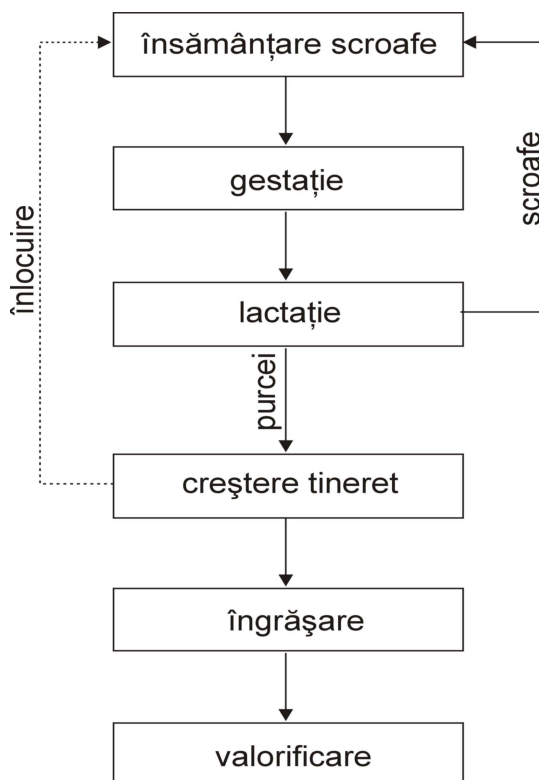 însămânțare scroafe
gestație
scroafe
înlocuire
lactație
purcei
creştere tineret
îngrăşare
valorificare